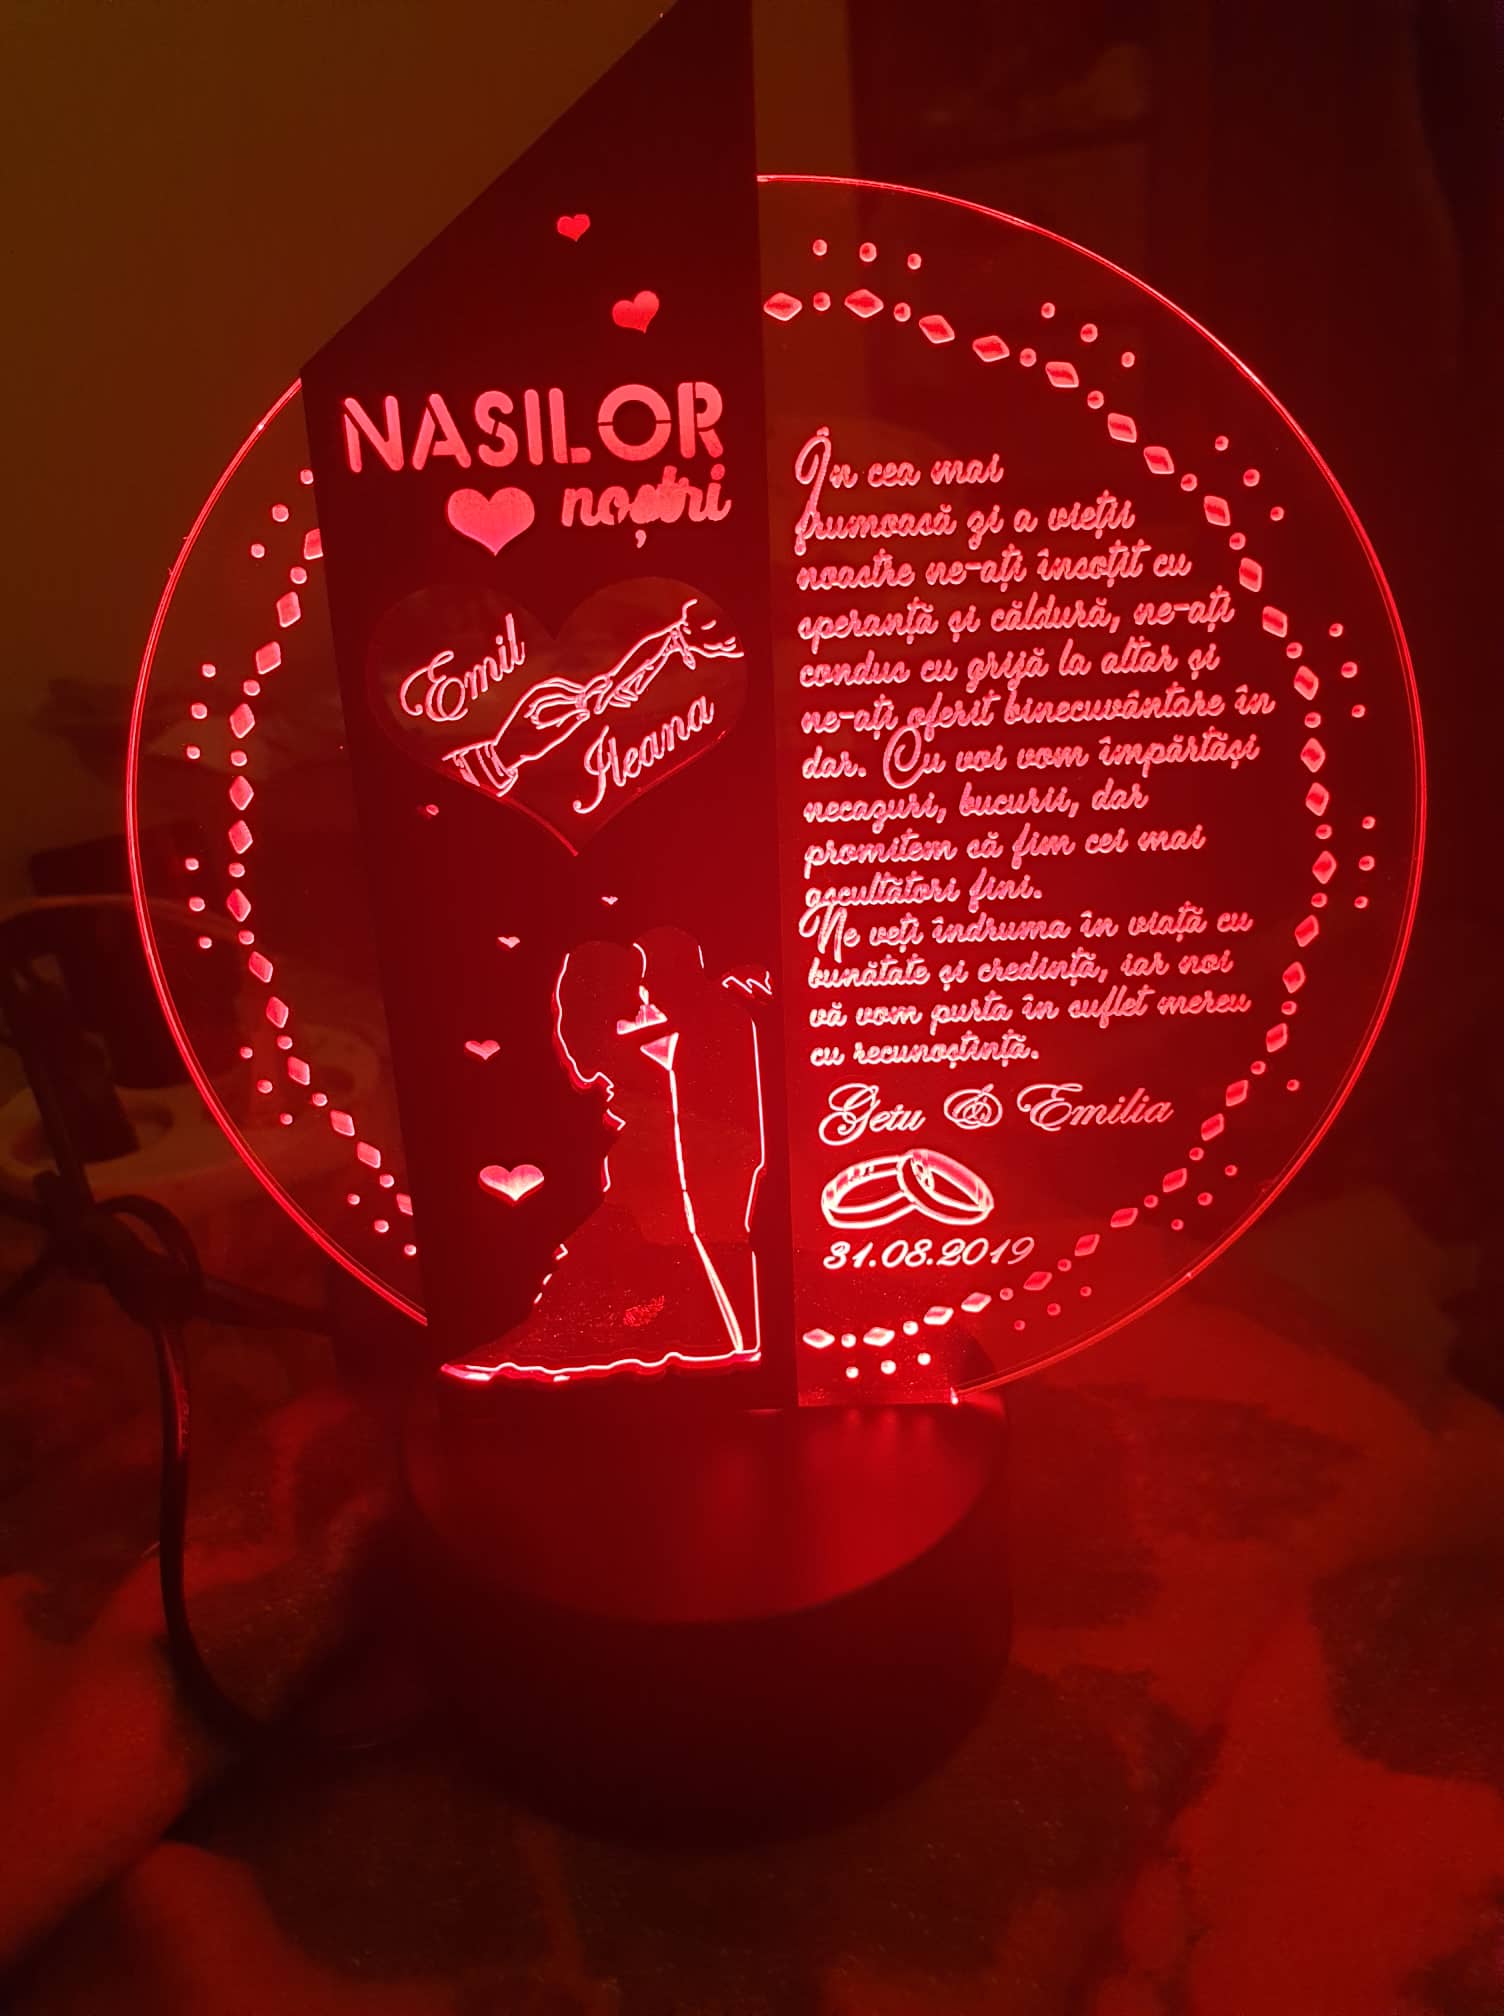 NASILOR
noștri
Emil
Ileana
În cea mai
frumoasă zi a vieții
noastre ne-ați însoțit cu
speranță și căldură, ne-ați
condus cu grijă la altar și
ne-ați oferit binecuvântare în
dar. Cu voi vom împărtăși
necazuri, bucurii, dar
promitem să fim cei mai
ascultători fini.
Ne veți îndruma în viață cu
bunătate și credință, iar noi
vă vom purta în suflet mereu
cu recunoștință.
Getu & Emilia
31.08.2019